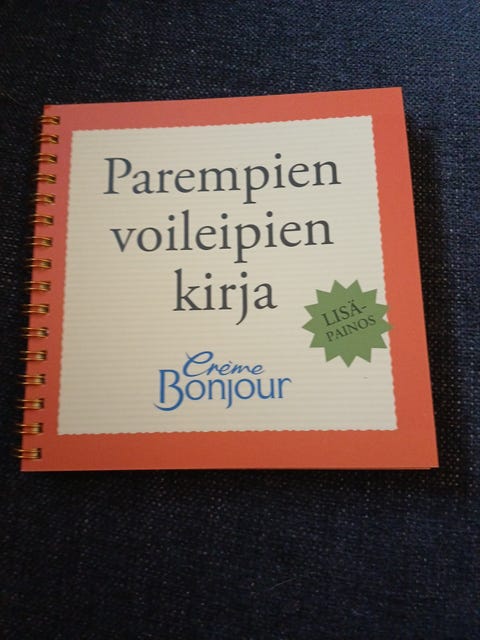 Parempien
voileipien
kirja
LISÄ-
PAINOS
Crème
Bonjour